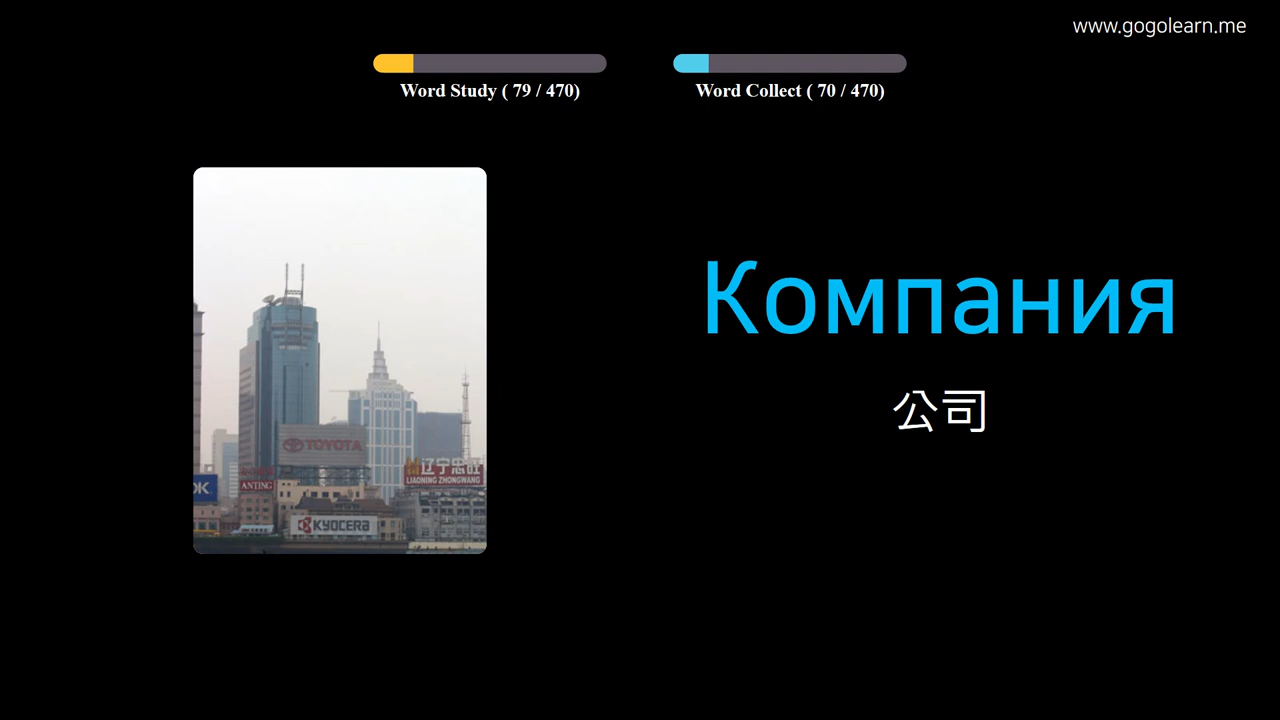 www.gogolearn.me
Word Study ( 79 / 470)
Word Collect ( 70 / 470)
Компания
公司
TOYOTA
辽宁忠旺
LIAONING ZHONGWANG
OK
ANTING
KYOCERA